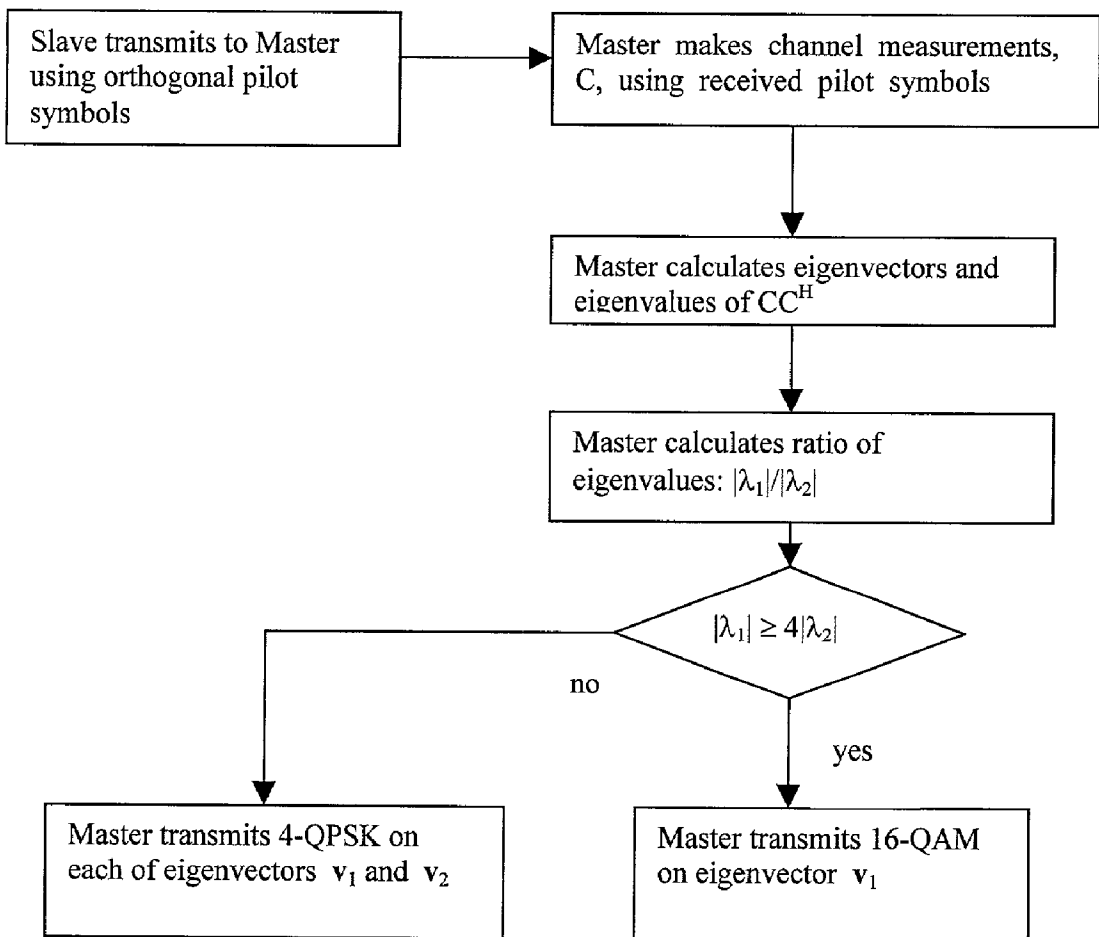 Slave transmits to Master
using orthogonal pilot
symbols
Master makes channel measurements,
C, using received pilot symbols
Master calculates eigenvectors and
eigenvalues of CCᴴ
Master calculates ratio of
eigenvalues: |λ₁|/|λ₂|
|λ₁| ≥ 4|λ₂|
no
yes
Master transmits 4-QPSK on
each of eigenvectors v₁ and v₂
Master transmits 16-QAM
on eigenvector v₁